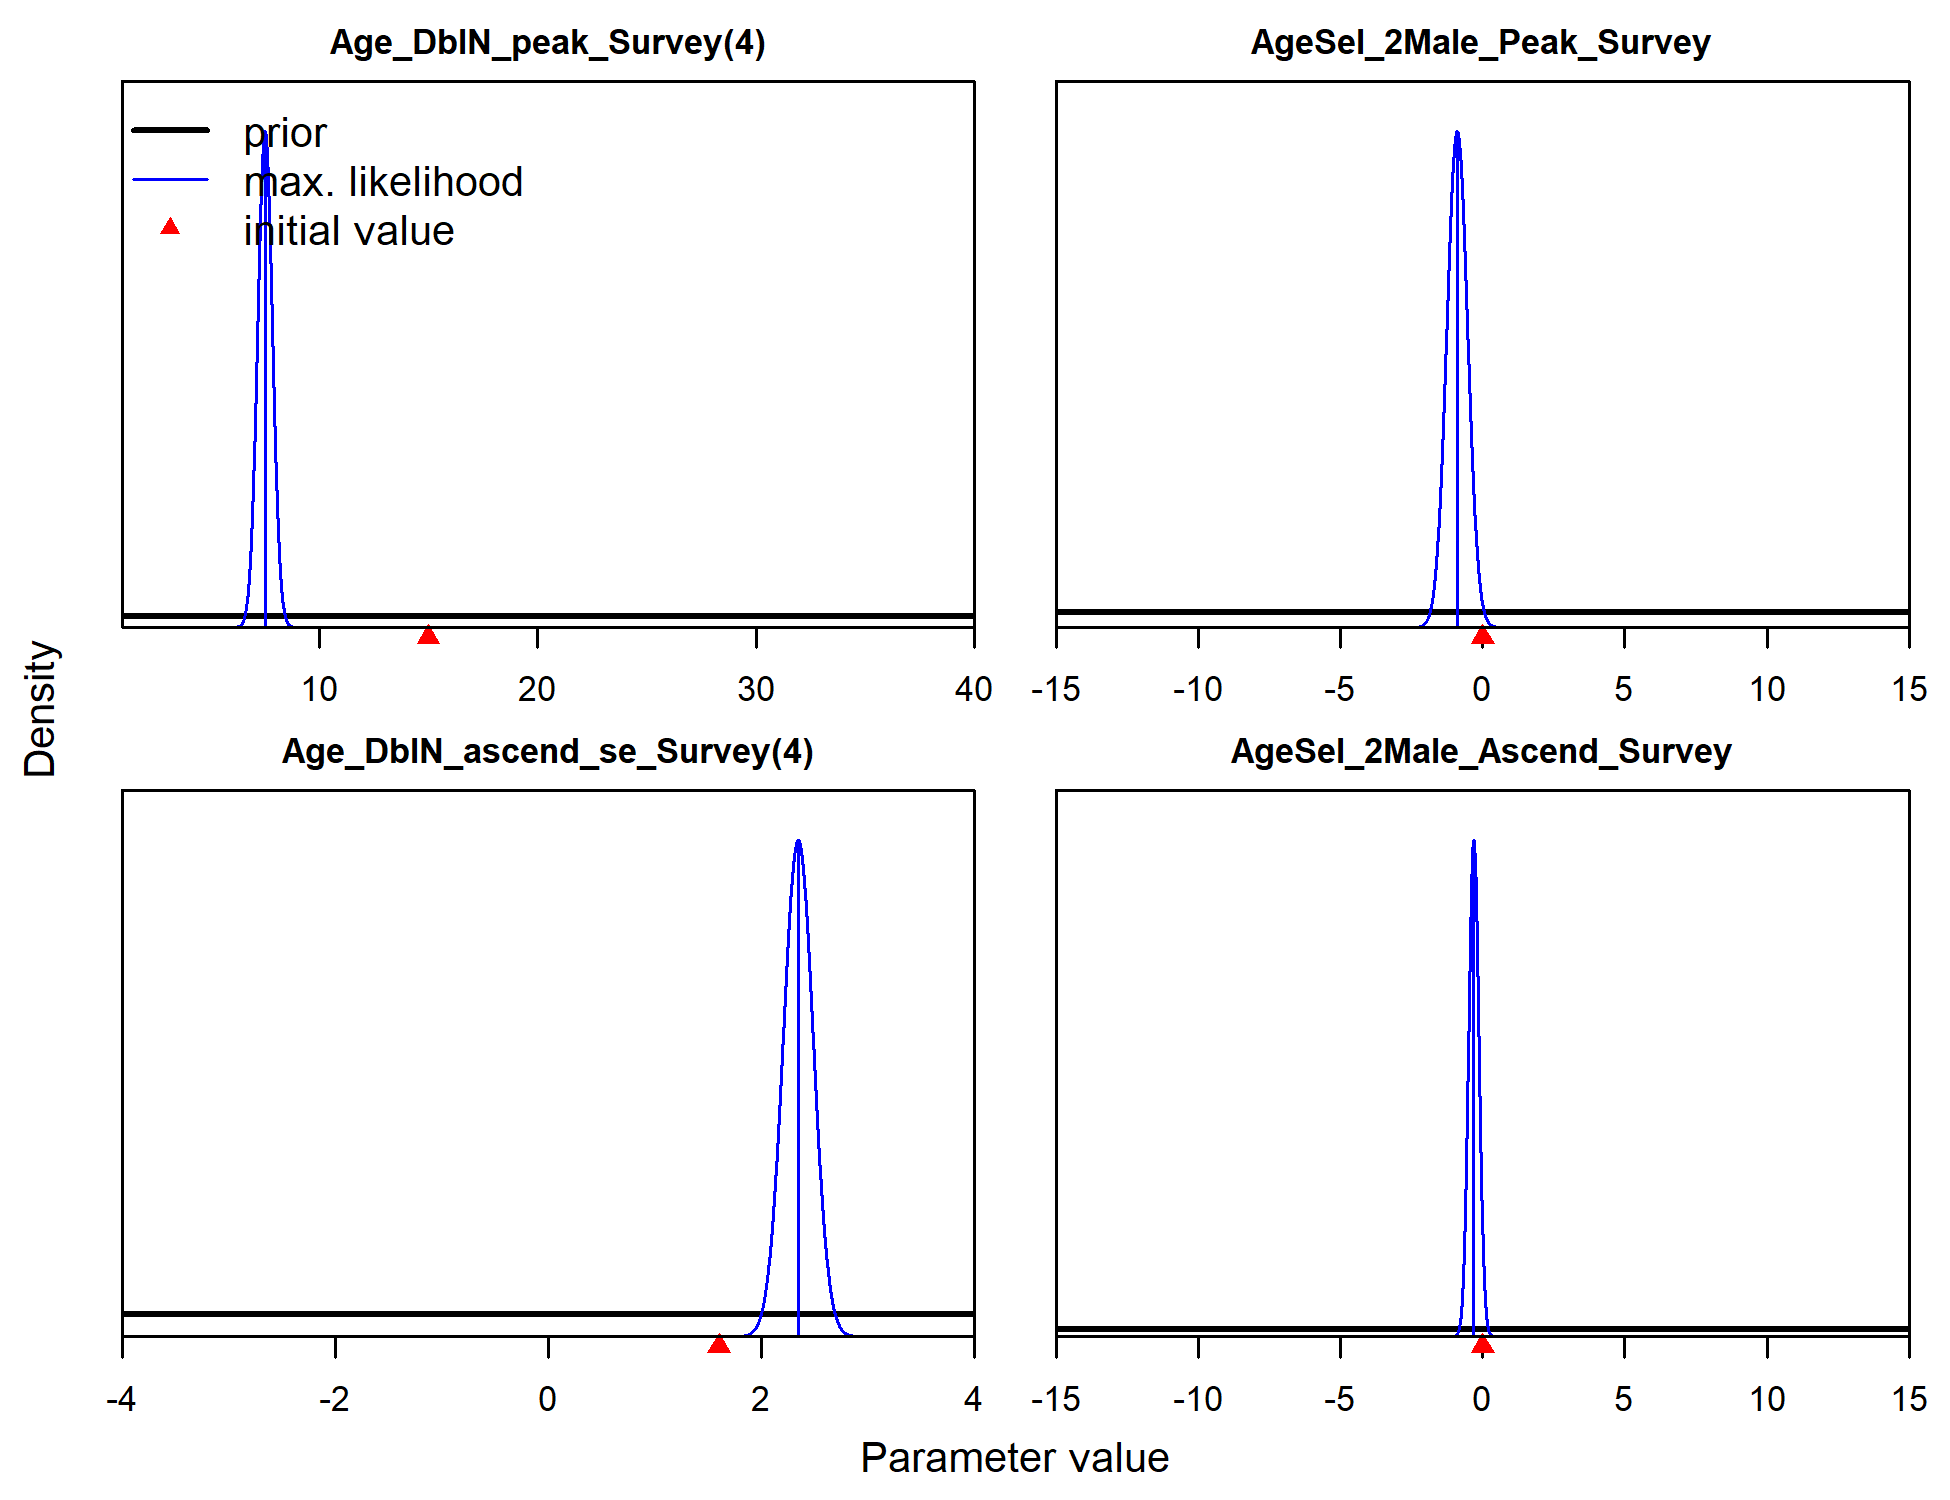 Age_DblN_peak_Survey(4)
prior
max. likelihood
initial value
10 20 30 40
AgeSel_2Male_Peak_Survey
-15 -10 -5 0 5 10 15
Density
Age_DblN_ascend_se_Survey(4)
-4 -2 0 2 4
AgeSel_2Male_Ascend_Survey
-15 -10 -5 0 5 10 15
Parameter value